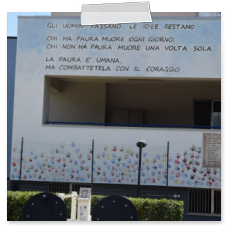 GLI UOMINI PASSANO, LE IDEE RESTANO
CHI HA PAURA MUORE OGNI GIORNO,
CHI NON HA PAURA MUORE UNA VOLTA SOLA
LA PAURA E' UMANA,
MA COMBATTETELA CON IL CORAGGIO